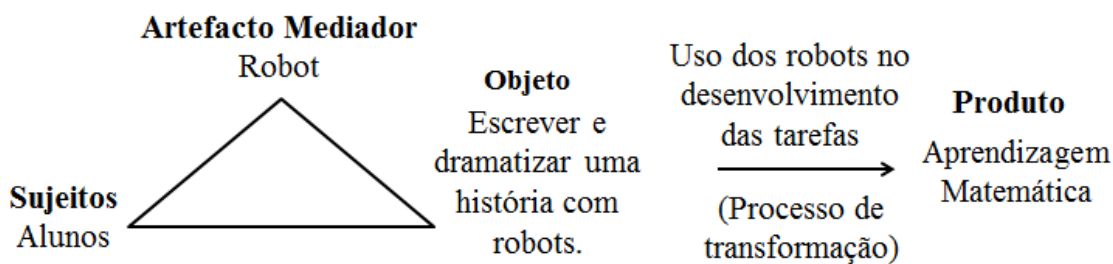 Artefacto Mediador
Robot
Sujeitos
Alunos
Objeto
Escrever e
dramatizar uma
história com
robots.
Uso dos robots no
desenvolvimento
das tarefas
(Processo de
transformação)
Produto
Aprendizagem
Matemática